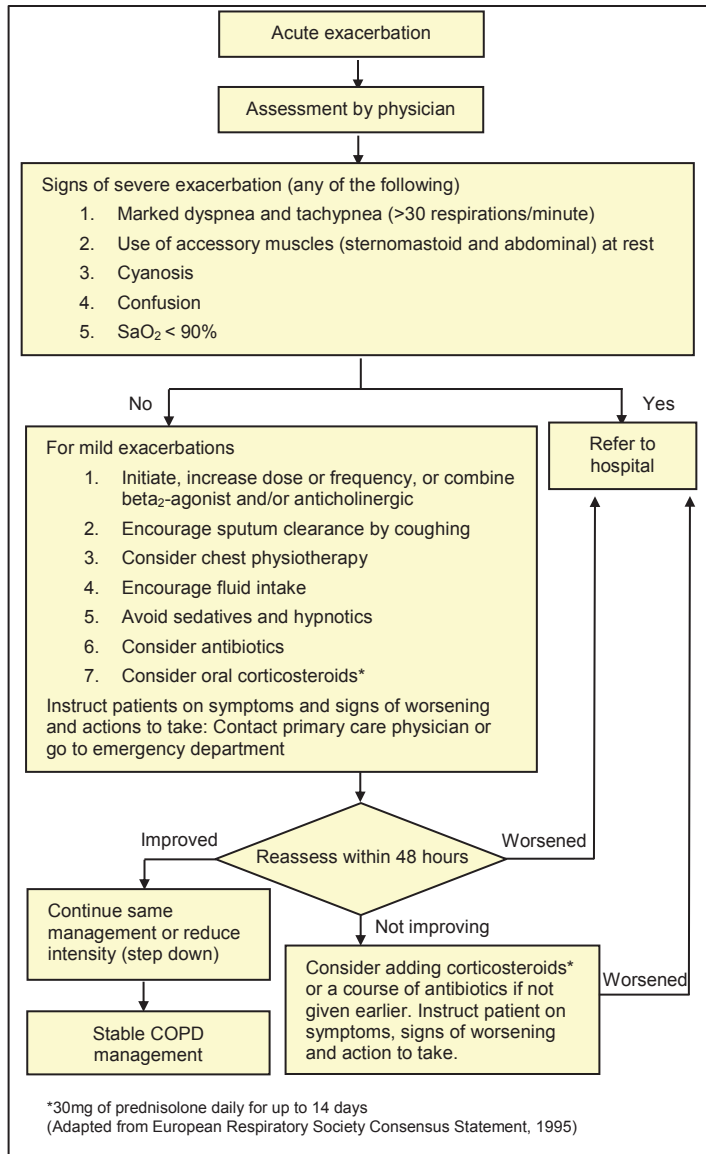 Acute exacerbation
Assessment by physician
Signs of severe exacerbation (any of the following)
1. Marked dyspnea and tachypnea (>30 respirations/minute)
2. Use of accessory muscles (sternomastoid and abdominal) at rest
3. Cyanosis
4. Confusion
5. SaO₂ < 90%
No
Yes
For mild exacerbations
1. Initiate, increase dose or frequency, or combine
beta₂-agonist and/or anticholinergic
2. Encourage sputum clearance by coughing
3. Consider chest physiotherapy
4. Encourage fluid intake
5. Avoid sedatives and hypnotics
6. Consider antibiotics
7. Consider oral corticosteroids*
Instruct patients on symptoms and signs of worsening
and actions to take: Contact primary care physician or
go to emergency department
Refer to
hospital
Improved
Reassess within 48 hours
Worsened
Continue same
management or reduce
intensity (step down)
Not improving
Consider adding corticosteroids*
or a course of antibiotics if not
given earlier. Instruct patient on
symptoms, signs of worsening
and action to take.
Worsened
Stable COPD
management
*30mg of prednisolone daily for up to 14 days
(Adapted from European Respiratory Society Consensus Statement, 1995)